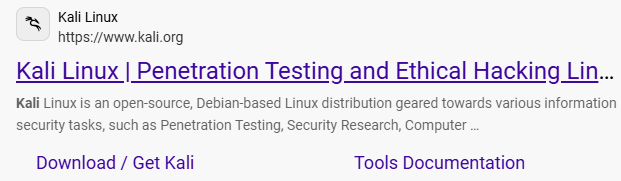 Kali Linux
https://www.kali.org
Kali Linux | Penetration Testing and Ethical Hacking Lin...
Kali Linux is an open-source, Debian-based Linux distribution geared towards various information
security tasks, such as Penetration Testing, Security Research, Computer ...
Download / Get Kali
Tools Documentation